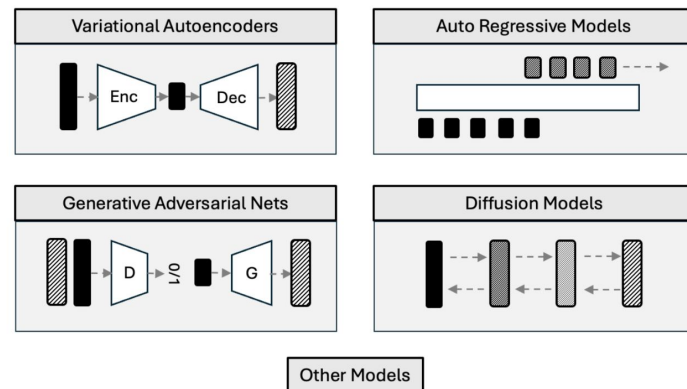 Variational Autoencoders
Enc
Dec
Auto Regressive Models
Generative Adversarial Nets
D
0/1
G
Diffusion Models
Other Models